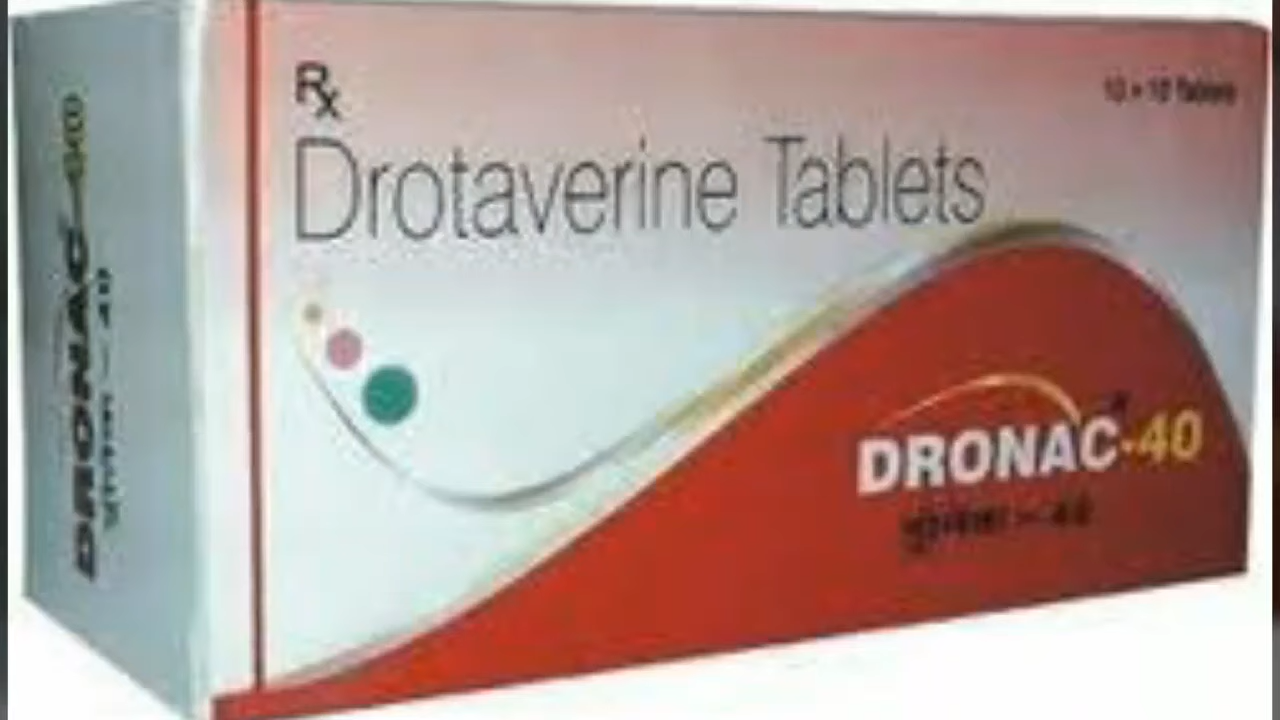 Rx
10 × 10 Tablets
Drotaverine Tablets
DRONAC-40
DRONAC-40